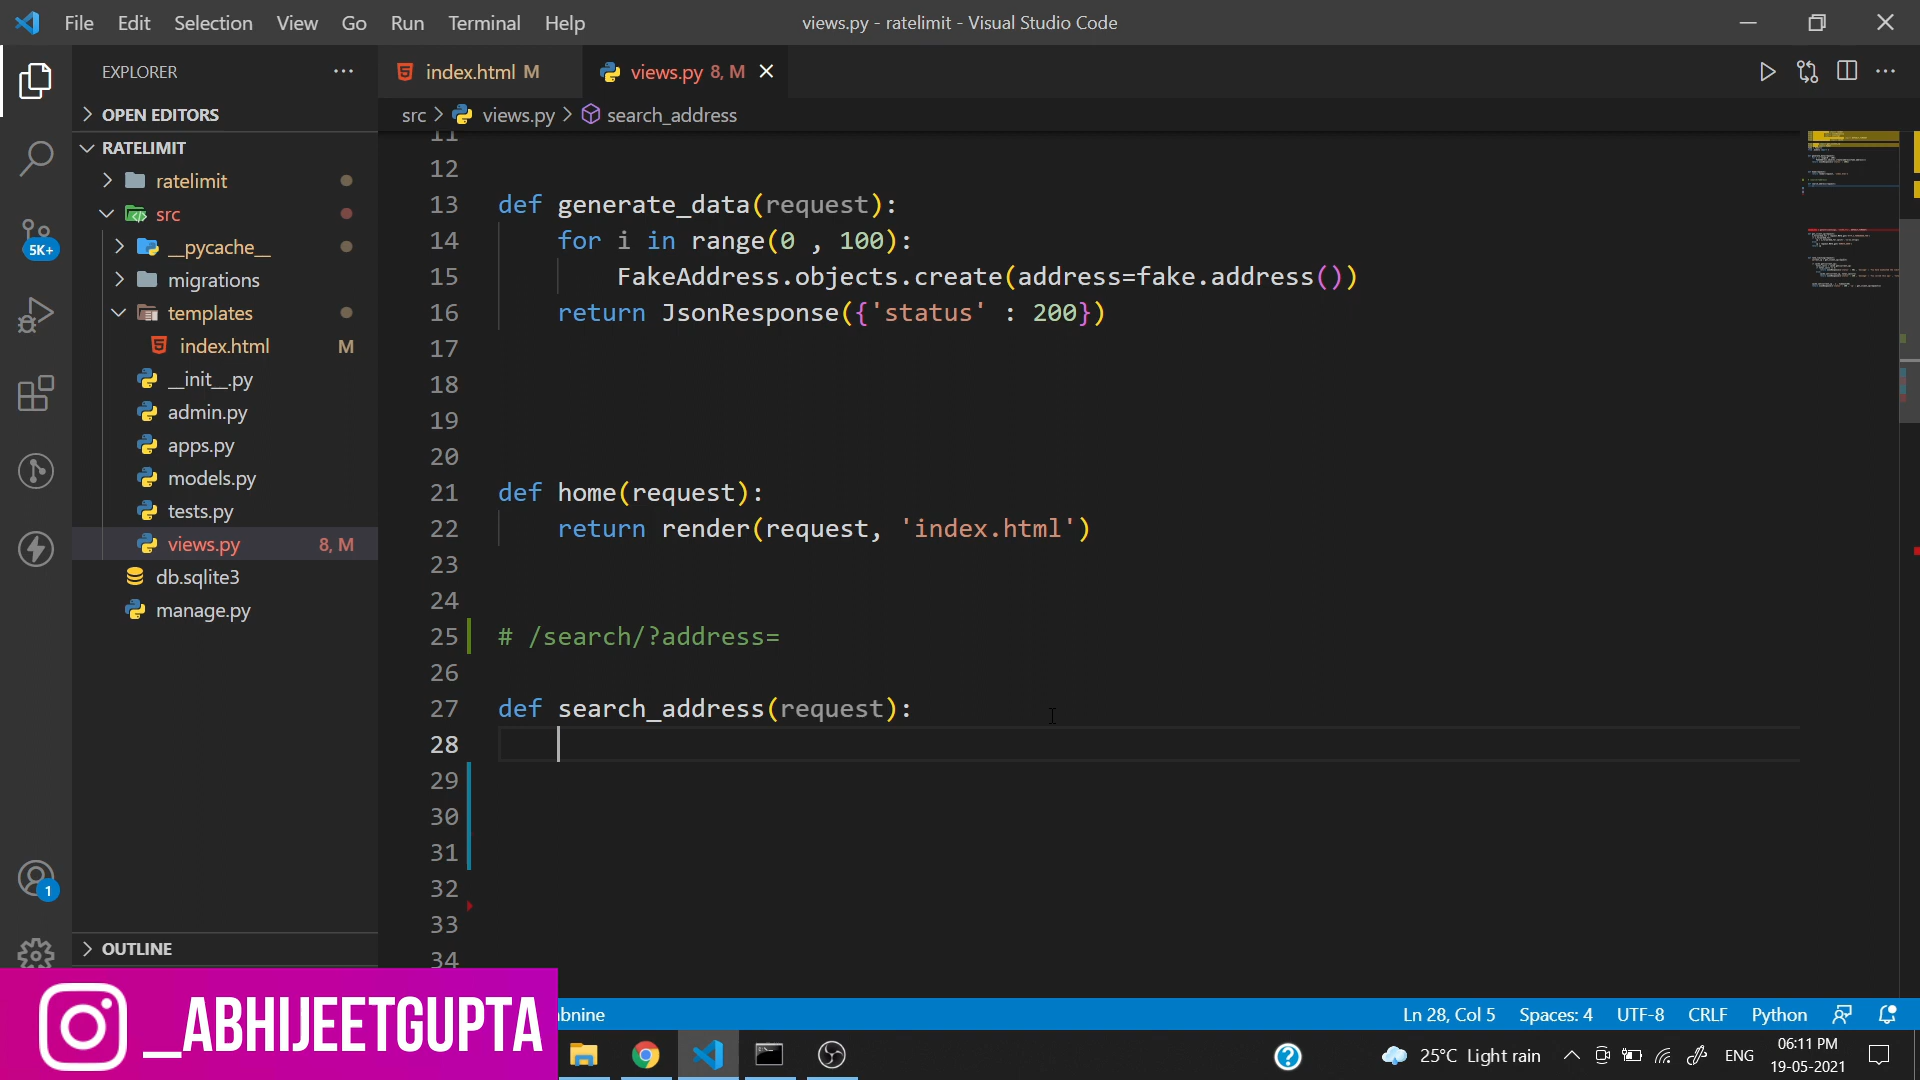 File Edit Selection View Go Run Terminal Help
views.py - ratelimit - Visual Studio Code
EXPLORER
OPEN EDITORS
RATELIMIT
ratelimit
src
__pycache__
migrations
templates
index.html M
__init__.py
admin.py
apps.py
models.py
tests.py
views.py 8, M
db.sqlite3
manage.py
OUTLINE
5K+
1
index.html M
views.py 8, M
src > views.py > search_address
11
12
13 def generate_data(request):
14 for i in range(0 , 100):
15 FakeAddress.objects.create(address=fake.address())
16 return JsonResponse({'status' : 200})
17
18
19
20
21 def home(request):
22 return render(request, 'index.html')
23
24
25 # /search/?address=
26
27 def search_address(request):
28
29
30
31
32
33
34
_ABHIJEETGUPTA
bnine
Ln 28, Col 5 Spaces: 4 UTF-8 CRLF Python
25°C Light rain
ENG
06:11 PM
19-05-2021